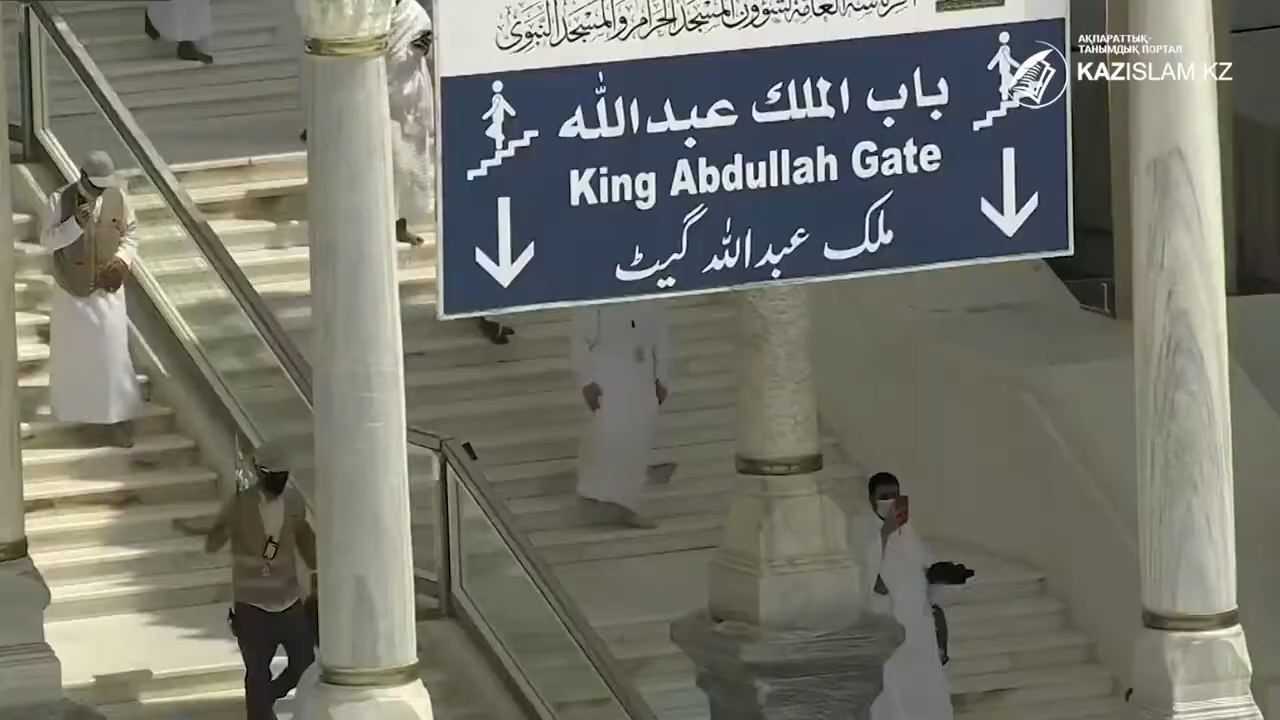 الرئاسة العامة لشؤون المسجد الحرام والمسجد النبوي
باب الملك عبدالله
King Abdullah Gate
ملک عبداللہ گیٹ
АҚПАРАТТЫҚ-
ТАНЫМДЫҚ ПОРТАЛ
KAZISLAM.KZ